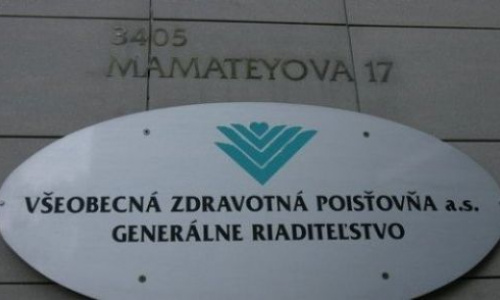 3405
MAMATEYOVA 17
VŠEOBECNÁ ZDRAVOTNÁ POISŤOVŇA a.s.
GENERÁLNE RIADITEĽSTVO